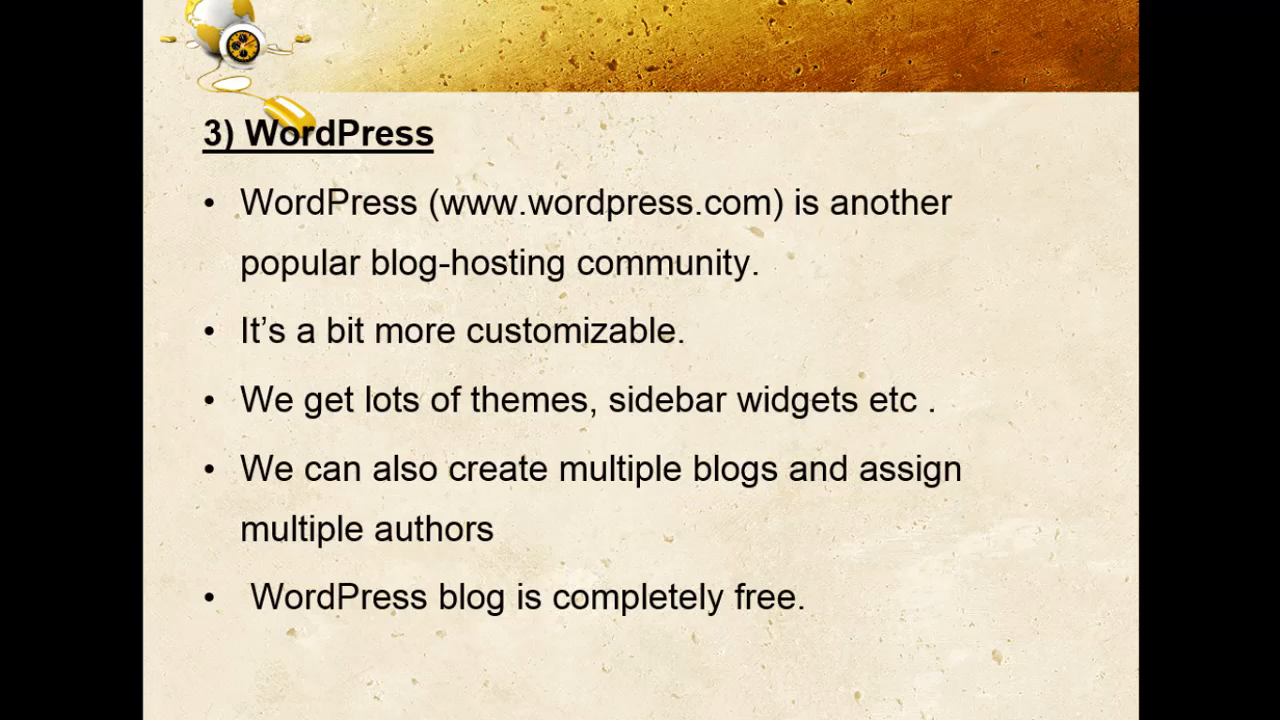 3) WordPress
• WordPress (www.wordpress.com) is another
popular blog-hosting community.
• It’s a bit more customizable.
• We get lots of themes, sidebar widgets etc .
• We can also create multiple blogs and assign
multiple authors
• WordPress blog is completely free.